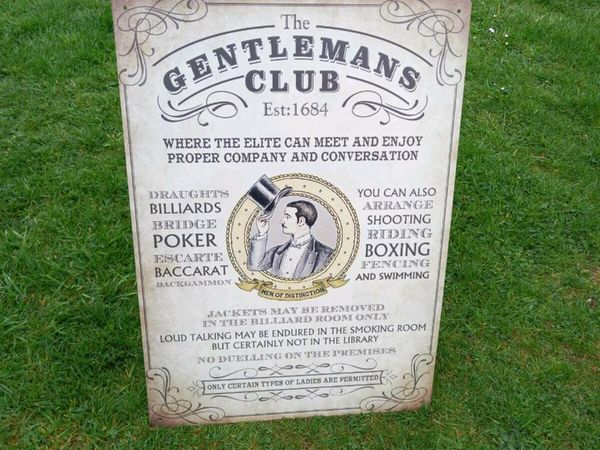 The
GENTLEMANS
CLUB
Est:1684
WHERE THE ELITE CAN MEET AND ENJOY
PROPER COMPANY AND CONVERSATION
DRAUGHTS
BILLIARDS
BRIDGE
POKER
ESCARTE
BACCARAT
BACKGAMMON
MEN OF DISTINCTION
YOU CAN ALSO
ARRANGE
SHOOTING
RIDING
BOXING
FENCING
AND SWIMMING
JACKETS MAY BE REMOVED
IN THE BILLIARD ROOM ONLY
LOUD TALKING MAY BE ENDURED IN THE SMOKING ROOM
BUT CERTAINLY NOT IN THE LIBRARY
NO DUELLING ON THE PREMISES
ONLY CERTAIN TYPES OF LADIES ARE PERMITTED